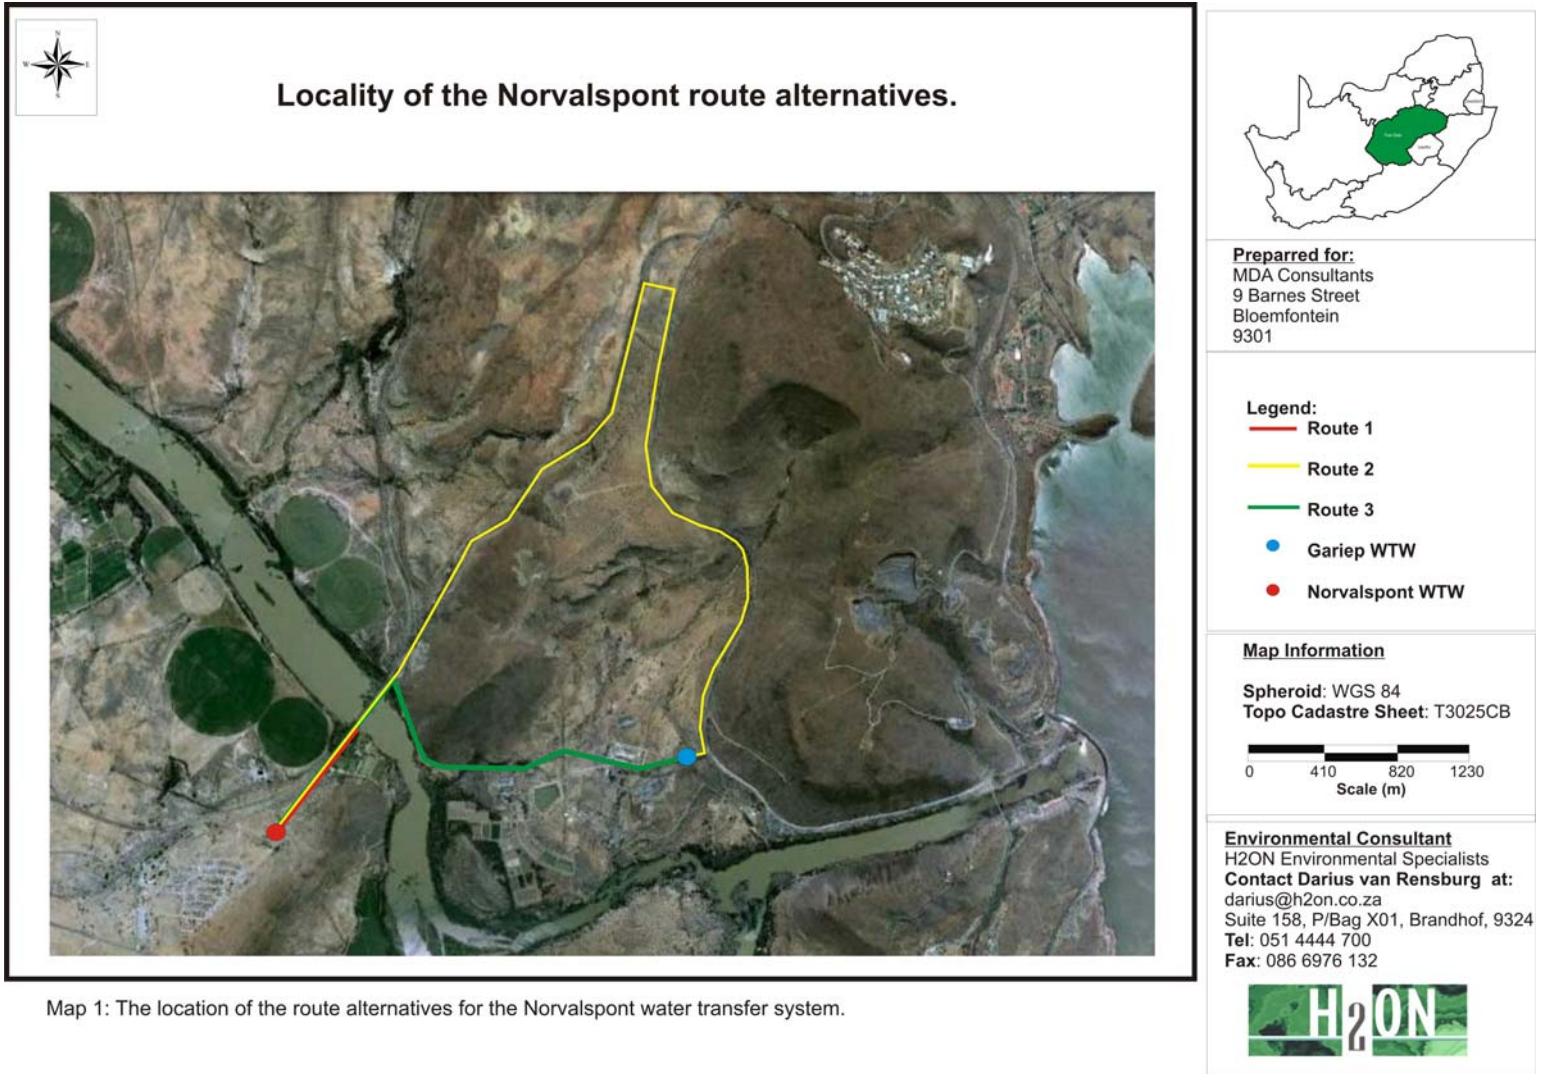 N
W
E
S
Locality of the Norvalspont route alternatives.
Free State
Lesotho
Preparred for:
MDA Consultants
9 Barnes Street
Bloemfontein
9301
Legend:
Route 1
Route 2
Route 3
Gariep WTW
Norvalspont WTW
Map Information
Spheroid: WGS 84
Topo Cadastre Sheet: T3025CB
0 410 820 1230
Scale (m)
Environmental Consultant
H2ON Environmental Specialists
Contact Darius van Rensburg at:
darius@h2on.co.za
Suite 158, P/Bag X01, Brandhof, 9324
Tel: 051 4444 700
Fax: 086 6976 132
H2ON
Map 1: The location of the route alternatives for the Norvalspont water transfer system.